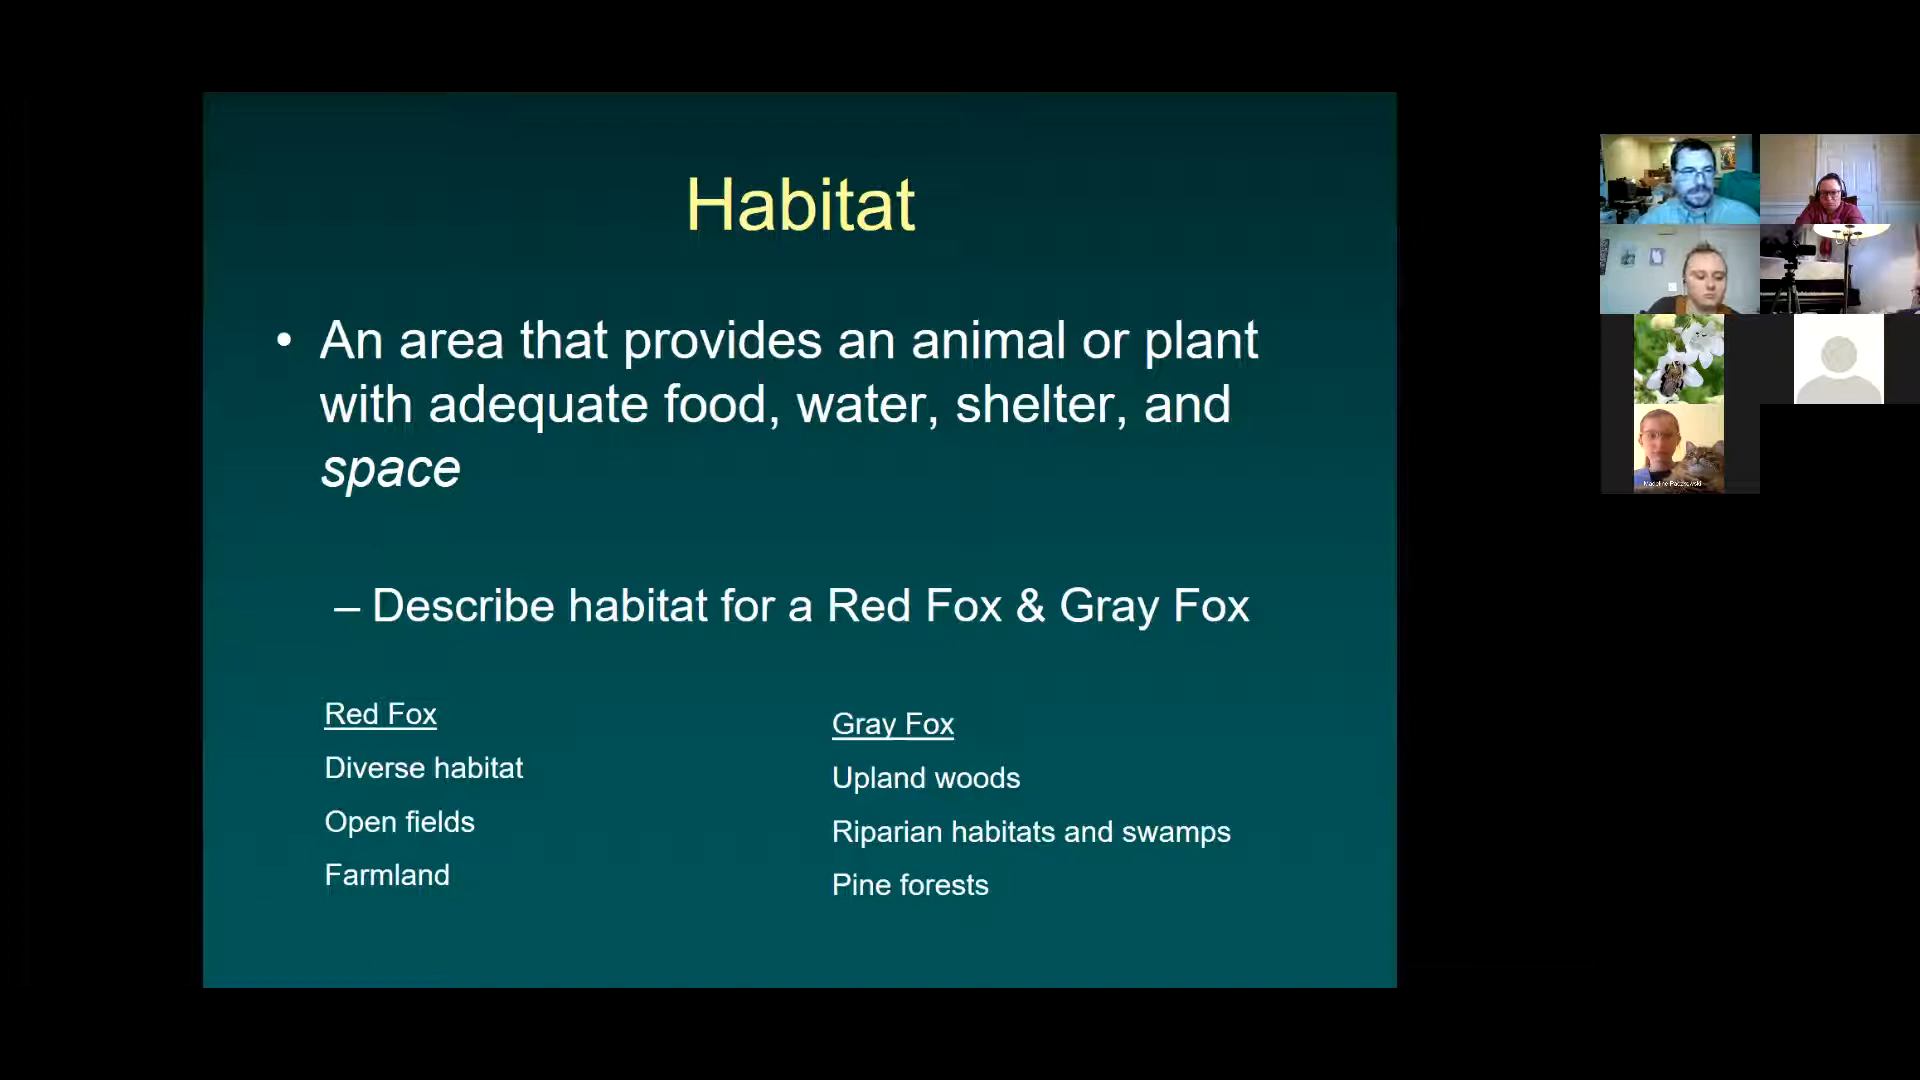 Habitat
• An area that provides an animal or plant
with adequate food, water, shelter, and
space
– Describe habitat for a Red Fox & Gray Fox
Red Fox
Diverse habitat
Open fields
Farmland
Gray Fox
Upland woods
Riparian habitats and swamps
Pine forests
Madeline Paczkowski